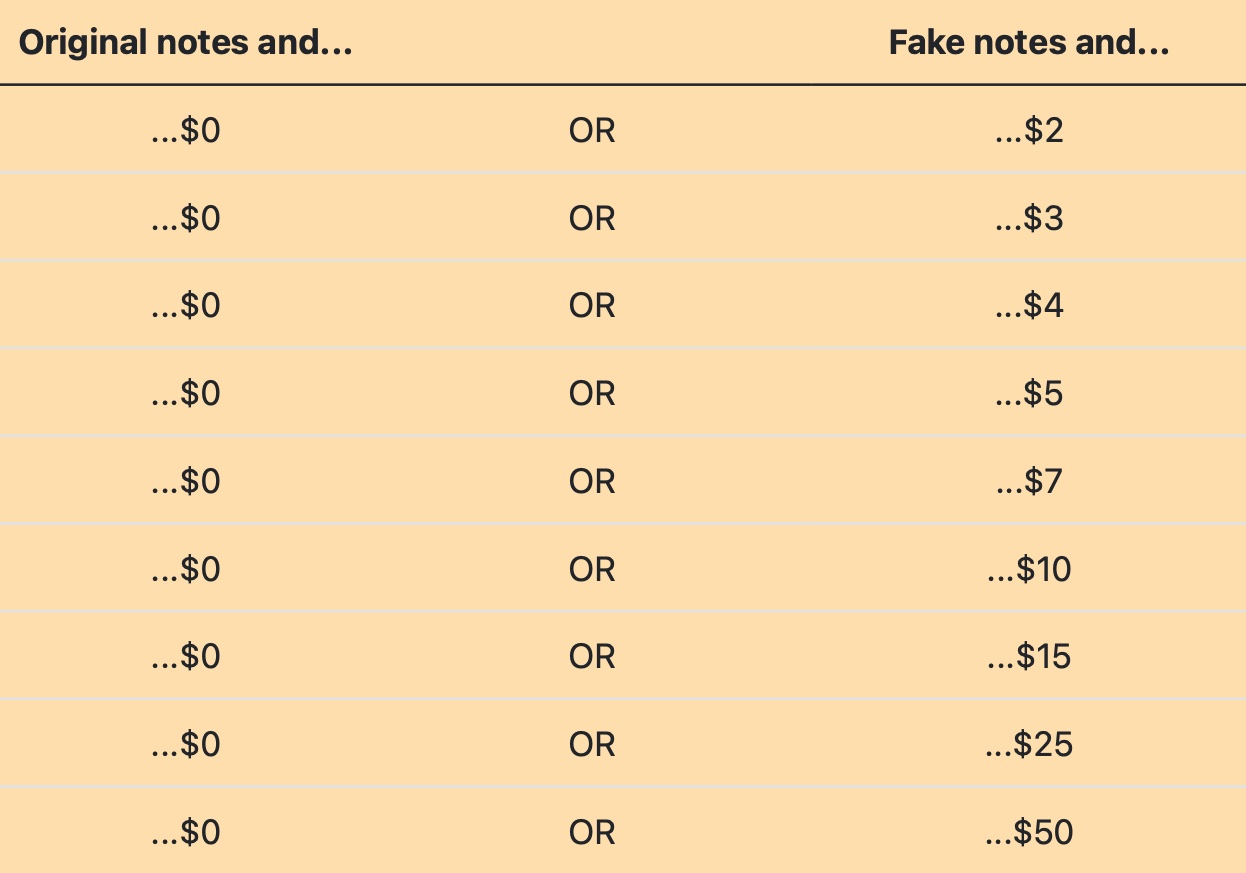 Original notes and... Fake notes and...
...$0 OR ...$2
...$0 OR ...$3
...$0 OR ...$4
...$0 OR ...$5
...$0 OR ...$7
...$0 OR ...$10
...$0 OR ...$15
...$0 OR ...$25
...$0 OR ...$50